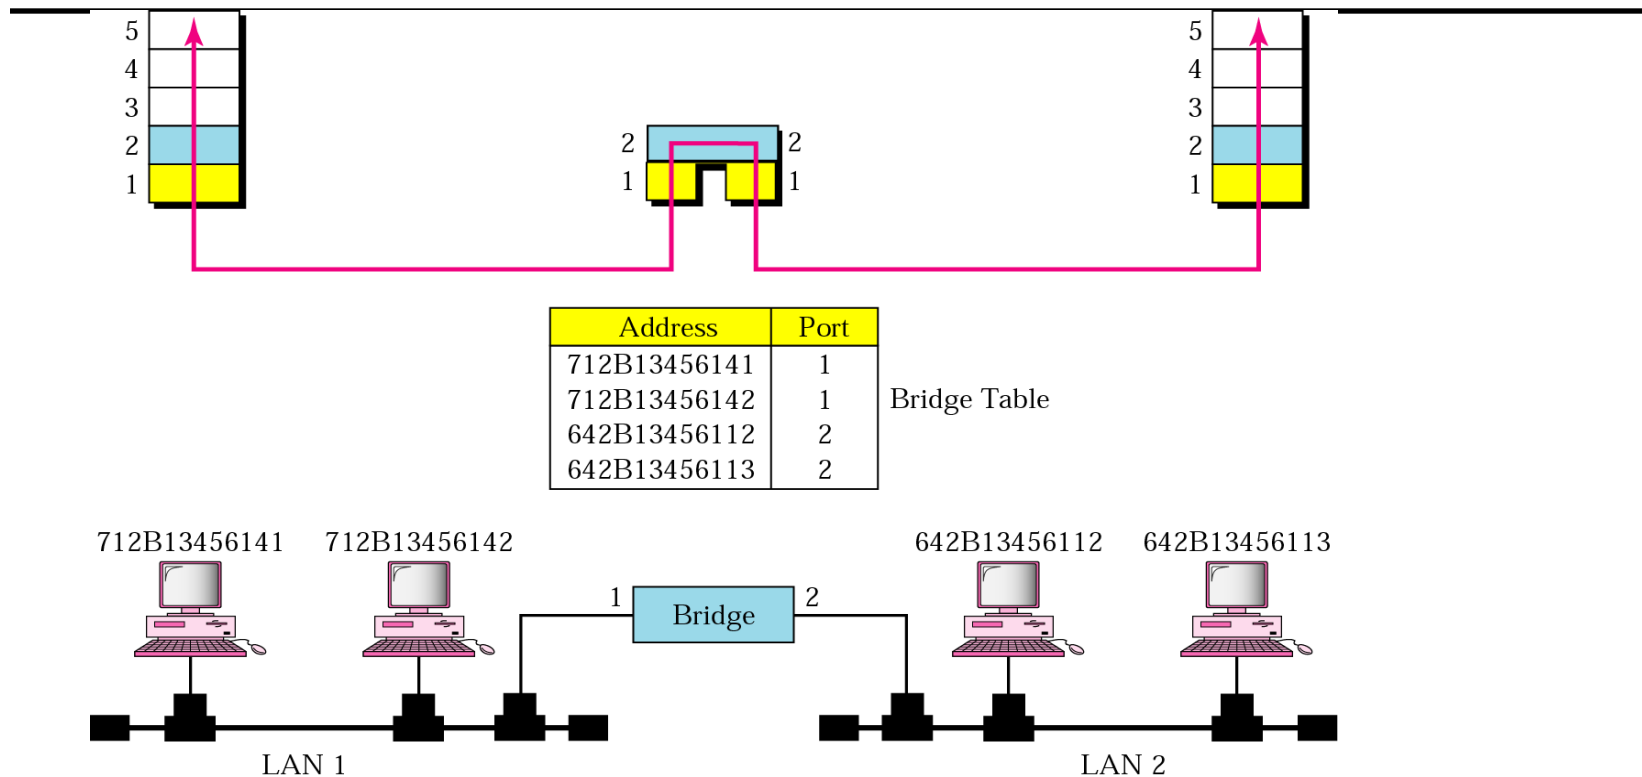 5 5
4 4
3 3
2 2 2 2
1 1 1 1
Address Port
712B13456141 1
712B13456142 1
Bridge Table
642B13456112 2
642B13456113 2
712B13456141 712B13456142 642B13456112 642B13456113
1 Bridge 2
LAN 1 LAN 2